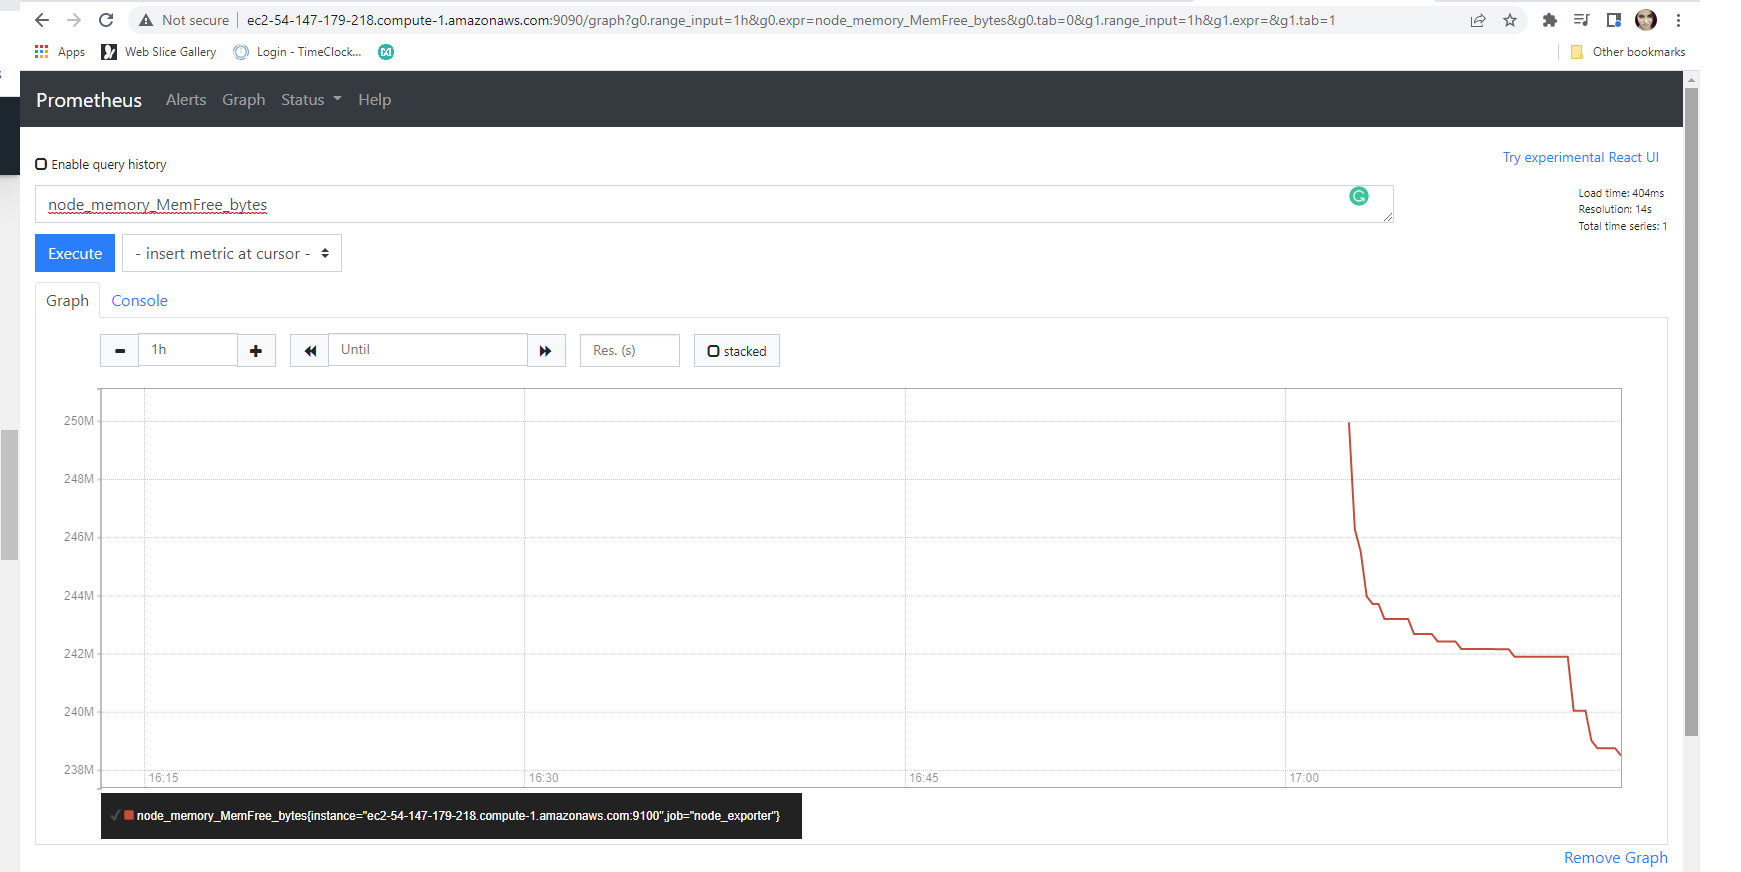 Not secure | ec2-54-147-179-218.compute-1.amazonaws.com:9090/graph?g0.range_input=1h&g0.expr=node_memory_MemFree_bytes&g0.tab=0&g1.range_input=1h&g1.expr=&g1.tab=1
Apps Web Slice Gallery Login - TimeClock... Other bookmarks
Prometheus Alerts Graph Status Help
Enable query history
Try experimental React UI
node_memory_MemFree_bytes
Load time: 404ms
Resolution: 14s
Total time series: 1
Execute - insert metric at cursor -
Graph Console
1h Until Res. (s) stacked
250M
248M
246M
244M
242M
240M
238M
16:15 16:30 16:45 17:00
node_memory_MemFree_bytes{instance="ec2-54-147-179-218.compute-1.amazonaws.com:9100",job="node_exporter"}
Remove Graph